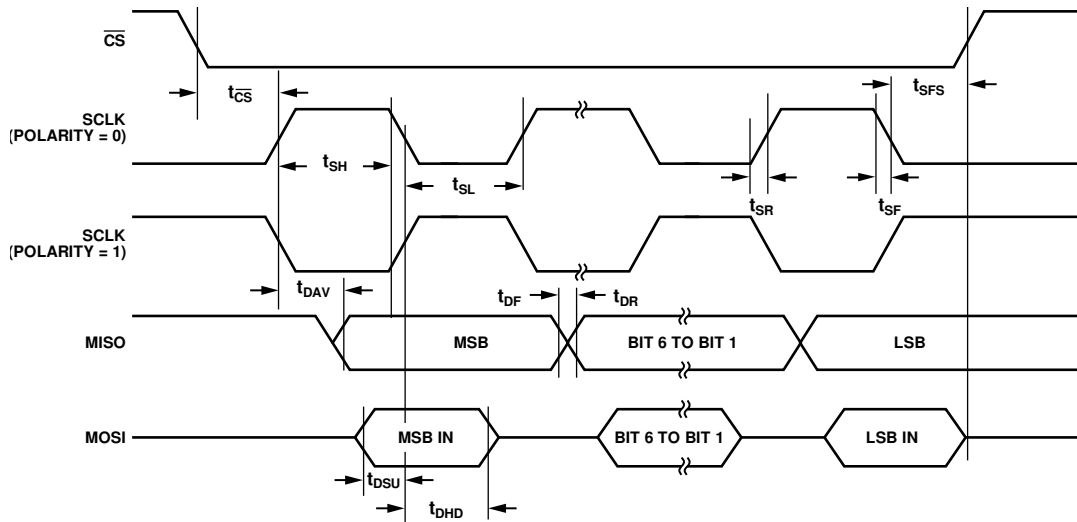 CS
tCS
tSFS
SCLK
(POLARITY = 0)
tSH
tSL
tSR
tSF
SCLK
(POLARITY = 1)
tDAV
tDF
tDR
MISO
MSB
BIT 6 TO BIT 1
LSB
MOSI
MSB IN
BIT 6 TO BIT 1
LSB IN
tDSU
tDHD